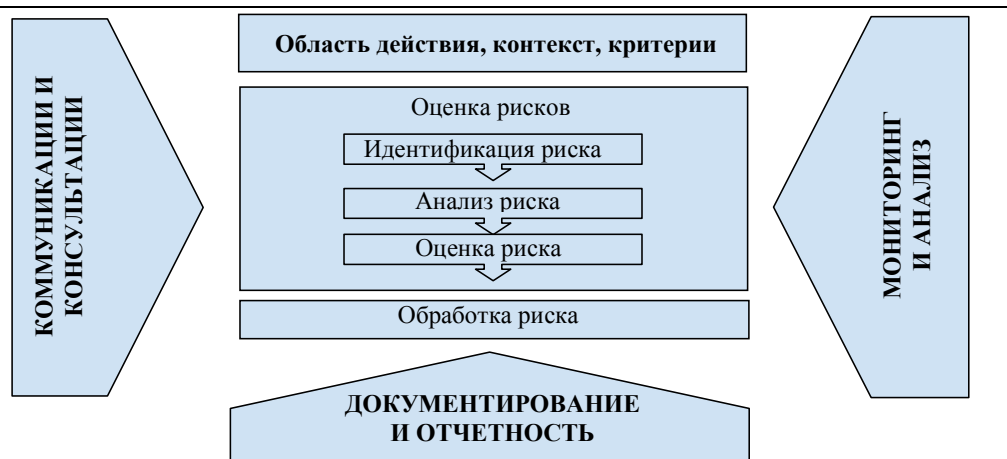 КОММУНИКАЦИИ И
КОНСУЛЬТАЦИИ
Область действия, контекст, критерии
Оценка рисков
Идентификация риска
Анализ риска
Оценка риска
Обработка риска
МОНИТОРИНГ
И АНАЛИЗ
ДОКУМЕНТИРОВАНИЕ
И ОТЧЕТНОСТЬ